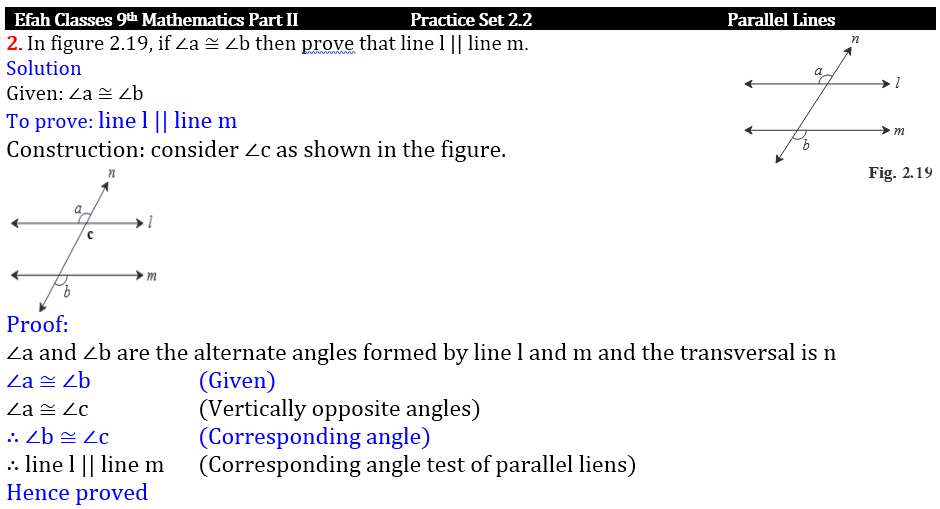 Efah Classes 9th Mathematics Part II Practice Set 2.2 Parallel Lines
2. In figure 2.19, if ∠a ≅ ∠b then prove that line l || line m.
Solution
Given: ∠a ≅ ∠b
To prove: line l || line m
Construction: consider ∠c as shown in the figure.
n
a
l
m
b
Fig. 2.19
n
a
l
c
m
b
Proof:
∠a and ∠b are the alternate angles formed by line l and m and the transversal is n
∠a ≅ ∠b (Given)
∠a ≅ ∠c (Vertically opposite angles)
∴ ∠b ≅ ∠c (Corresponding angle)
∴ line l || line m (Corresponding angle test of parallel liens)
Hence proved